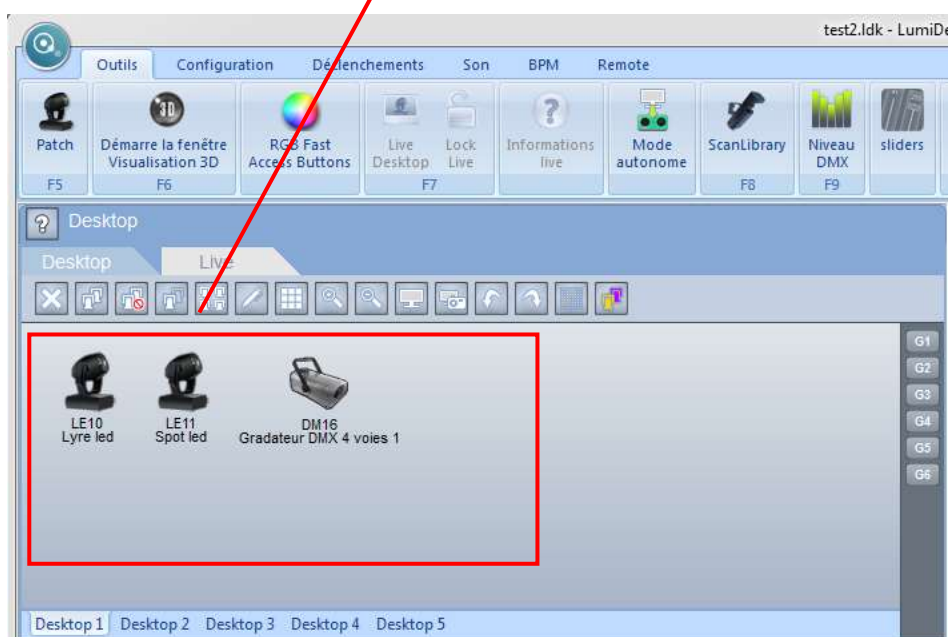 test2.ldk - LumiDe
Outils Configuration Déclenchements Son BPM Remote
3D
Patch Démarre la fenêtre RGB Fast Live Lock Informations Mode ScanLibrary Niveau sliders
Visualisation 3D Access Buttons Desktop Live live autonome DMX
F5 F6 F7 F8 F9
? Desktop
Desktop Live
G1
G2
G3
G4
G5
G6
LE10 LE11 DM16
Lyre led Spot led Gradateur DMX 4 voies 1
Desktop 1 Desktop 2 Desktop 3 Desktop 4 Desktop 5